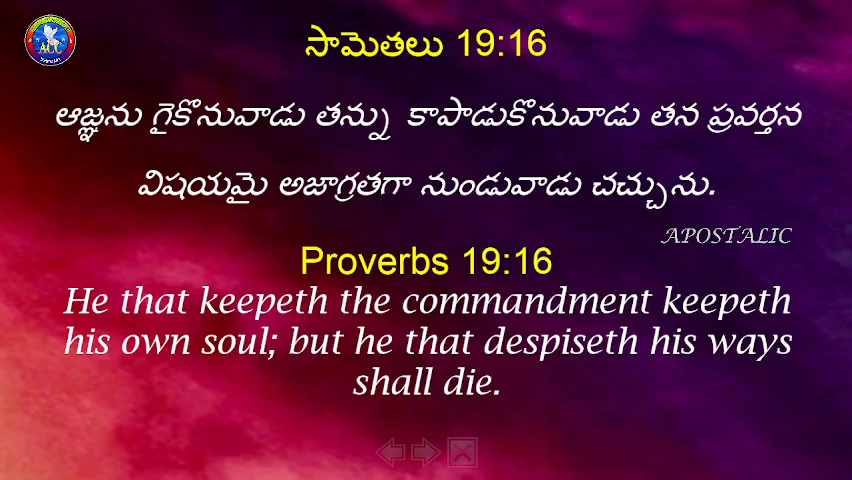 ACC
సామెతలు 19:16
ఆజ్ఞను గైకొనువాడు తన్ను కాపాడుకొనువాడు తన ప్రవర్తన
విషయమై అజాగ్రతగా నుండువాడు చచ్చును.
APOSTALIC
Proverbs 19:16
He that keepeth the commandment keepeth
his own soul; but he that despiseth his ways
shall die.